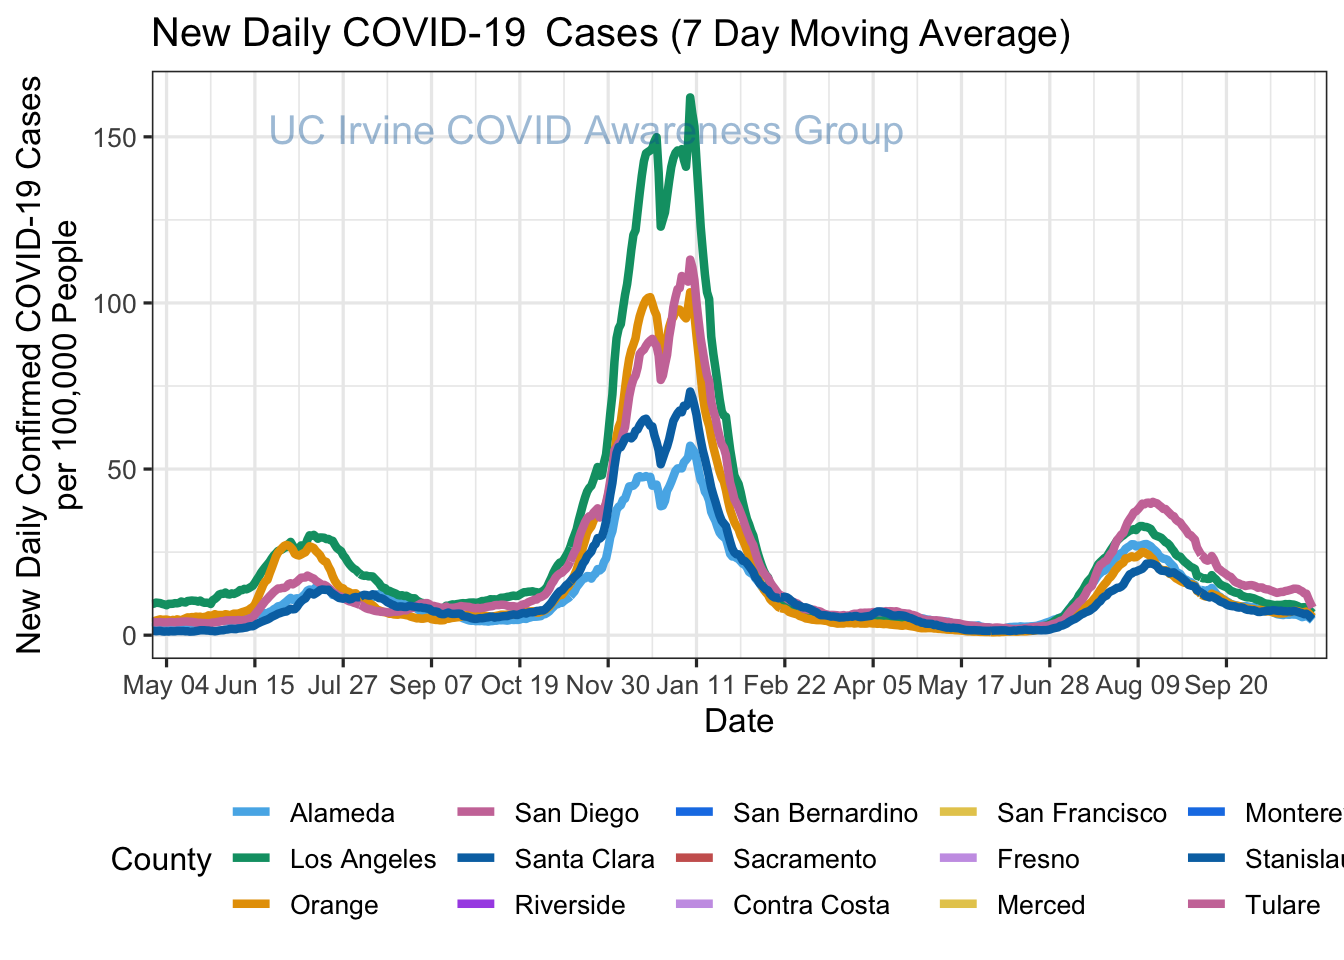 New Daily COVID-19 Cases (7 Day Moving Average)
UC Irvine COVID Awareness Group
New Daily Confirmed COVID-19 Cases
per 100,000 People
150
100
50
0
May 04 Jun 15 Jul 27 Sep 07 Oct 19 Nov 30 Jan 11 Feb 22 Apr 05 May 17 Jun 28 Aug 09 Sep 20
Date
County
Alameda San Diego San Bernardino San Francisco Montere
Los Angeles Santa Clara Sacramento Fresno Stanislau
Orange Riverside Contra Costa Merced Tulare